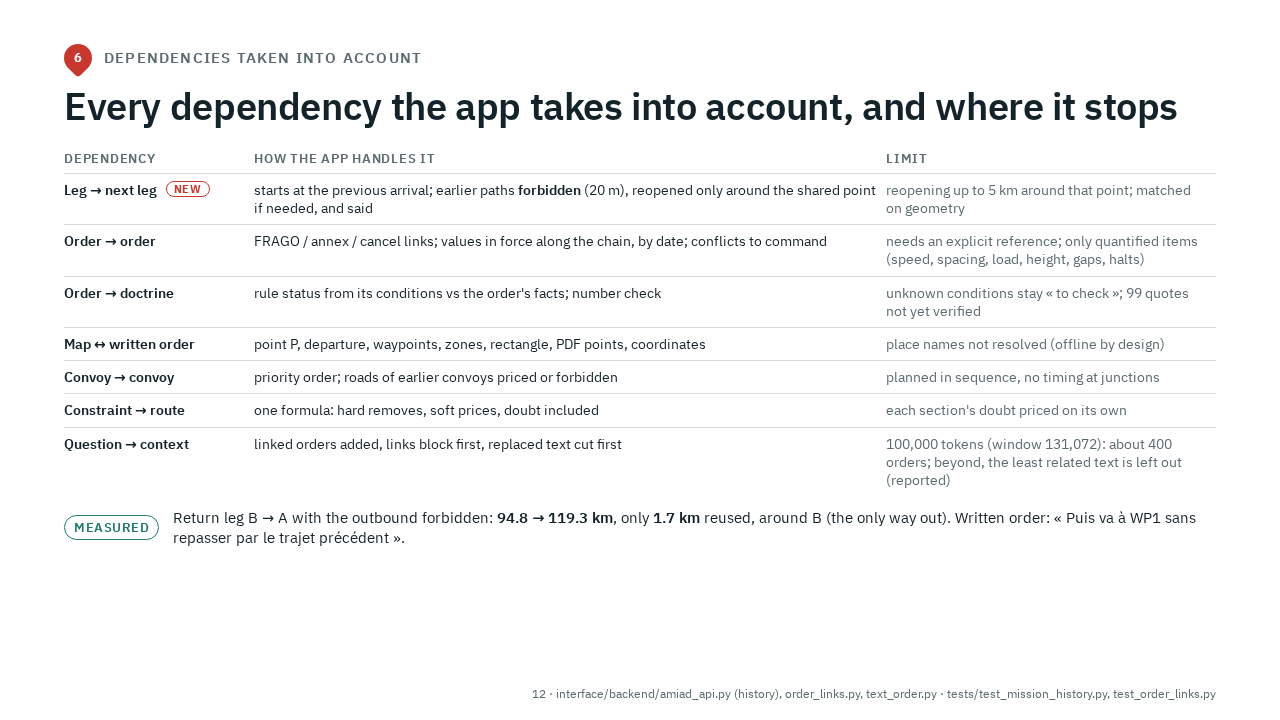 6 DEPENDENCIES TAKEN INTO ACCOUNT
Every dependency the app takes into account, and where it stops
DEPENDENCY HOW THE APP HANDLES IT LIMIT
Leg → next leg NEW starts at the previous arrival; earlier paths forbidden (20 m), reopened only around the shared point reopening up to 5 km around that point; matched
if needed, and said on geometry
Order → order FRAGO / annex / cancel links; values in force along the chain, by date; conflicts to command needs an explicit reference; only quantified items
(speed, spacing, load, height, gaps, halts)
Order → doctrine rule status from its conditions vs the order's facts; number check unknown conditions stay « to check »; 99 quotes
not yet verified
Map ↔ written order point P, departure, waypoints, zones, rectangle, PDF points, coordinates place names not resolved (offline by design)
Convoy → convoy priority order; roads of earlier convoys priced or forbidden planned in sequence, no timing at junctions
Constraint → route one formula: hard removes, soft prices, doubt included each section's doubt priced on its own
Question → context linked orders added, links block first, replaced text cut first 100,000 tokens (window 131,072): about 400
orders; beyond, the least related text is left out
(reported)
MEASURED Return leg B → A with the outbound forbidden: 94.8 → 119.3 km, only 1.7 km reused, around B (the only way out). Written order: « Puis va à WP1 sans
repasser par le trajet précédent ».
12 · interface/backend/amiad_api.py (history), order_links.py, text_order.py · tests/test_mission_history.py, test_order_links.py